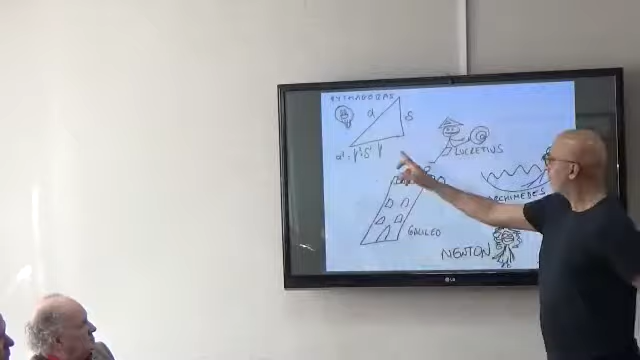 PYTHAGORAS
a
S
LUCRETIUS
ARCHIMEDES
GALILEO
NEWTON
LG